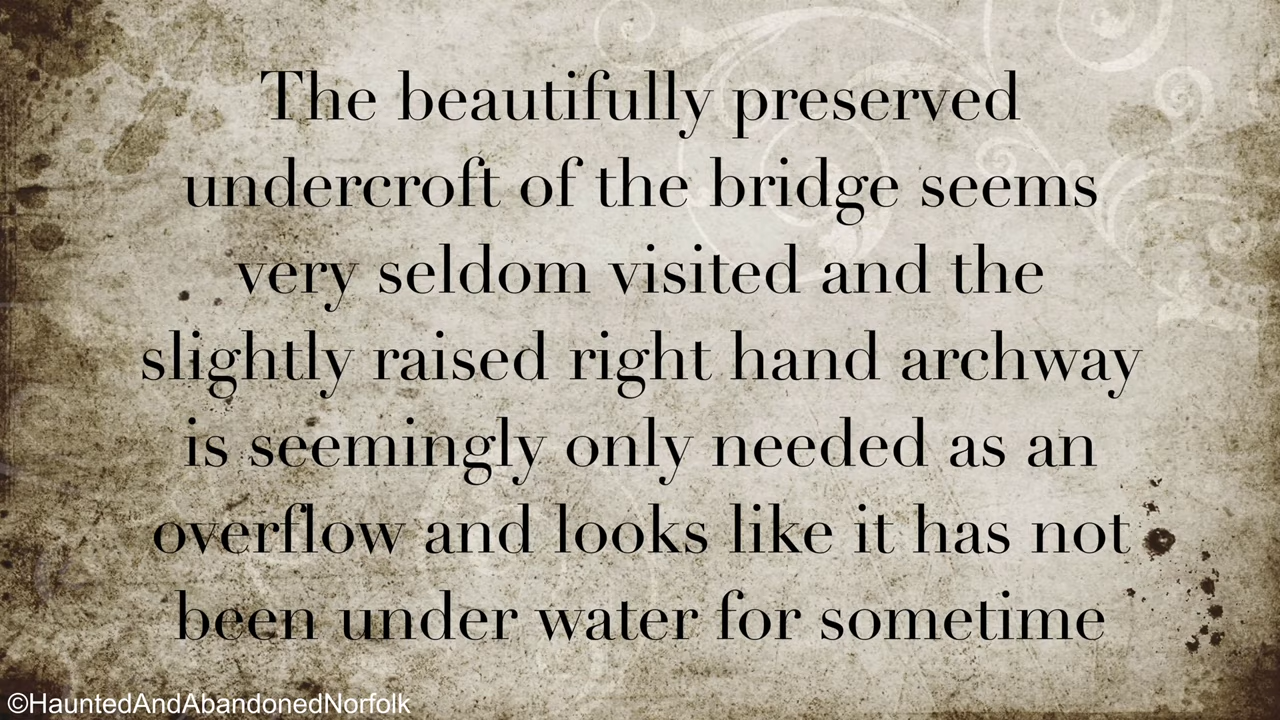 The beautifully preserved
undercroft of the bridge seems
very seldom visited and the
slightly raised right hand archway
is seemingly only needed as an
overflow and looks like it has not
been under water for sometime
©HauntedAndAbandonedNorfolk